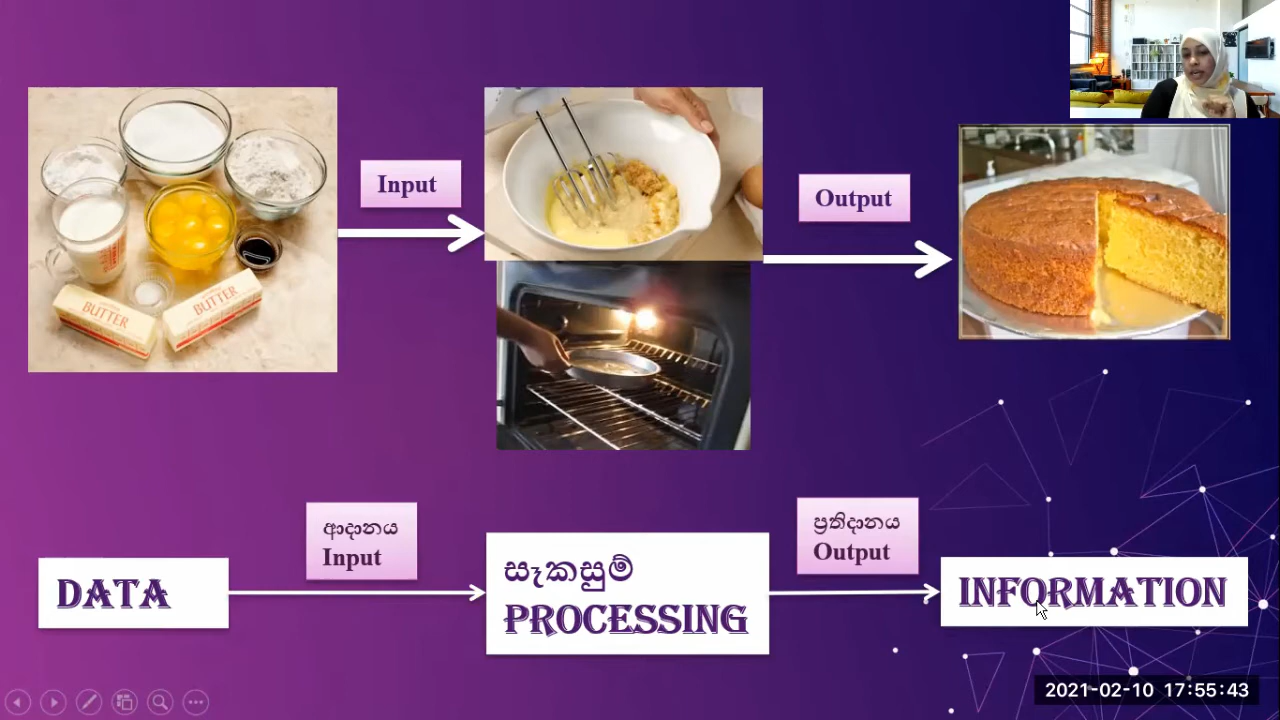 Input
Output
BUTTER
BUTTER
ආදානය
Input
ප්‍රතිදානය
Output
DATA
සැකසුම්
PROCESSING
INFORMATION
2021-02-10 17:55:43